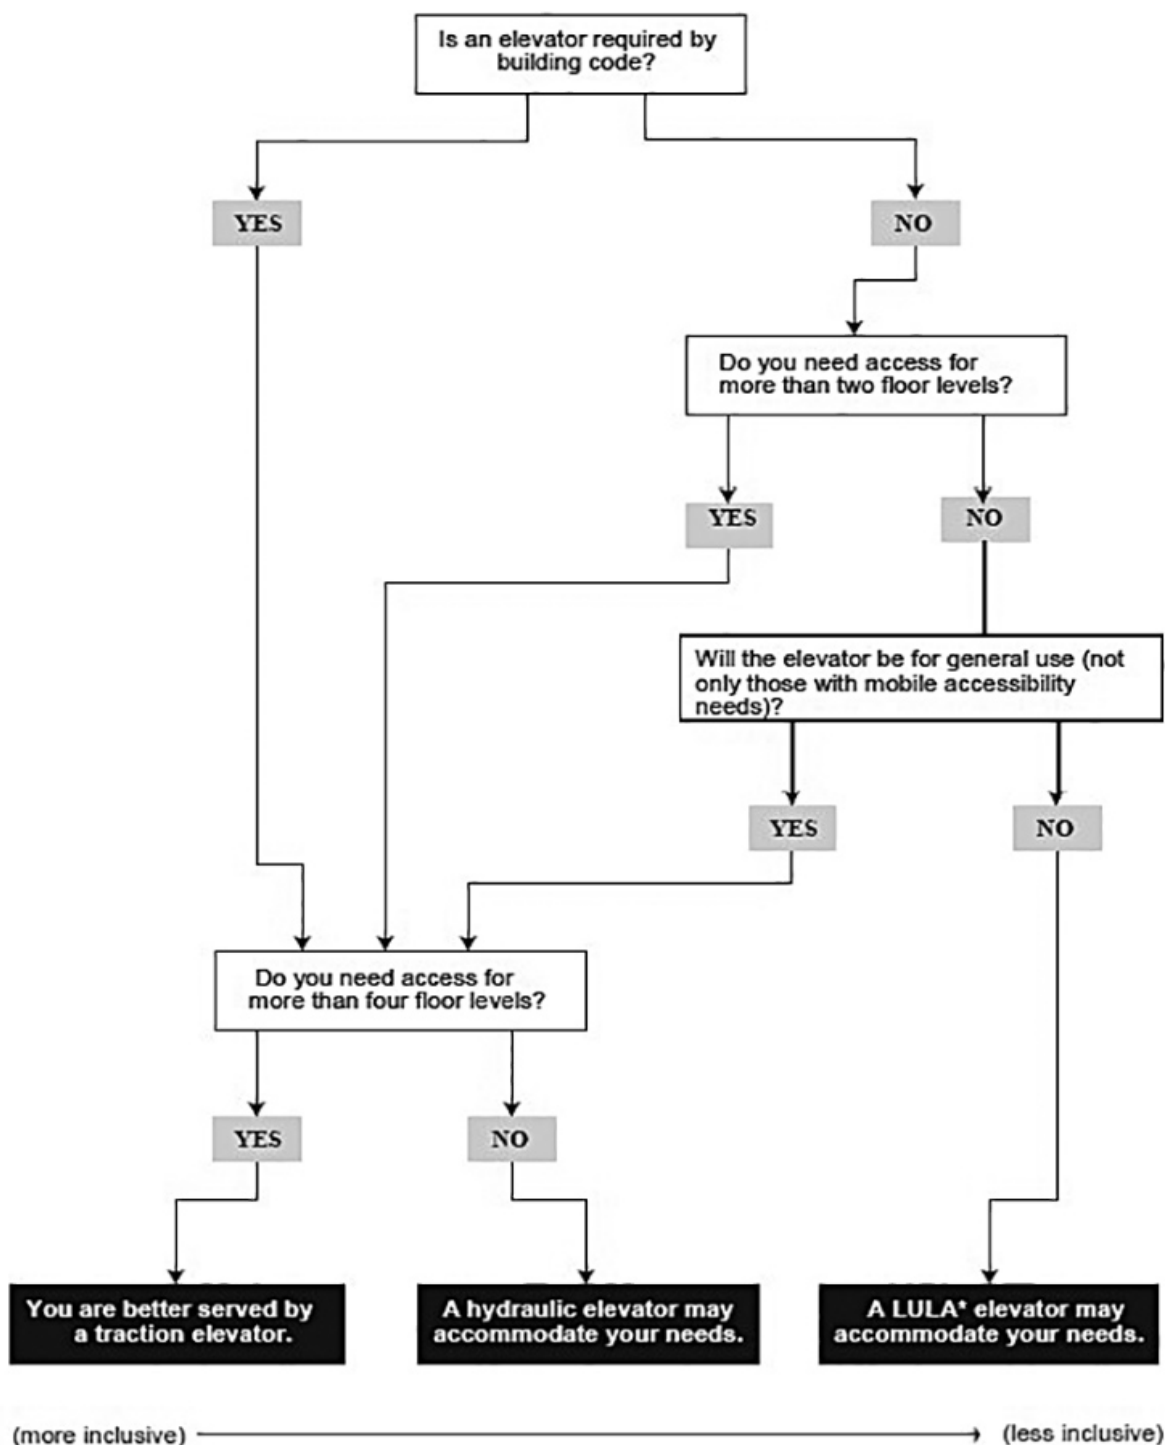 Is an elevator required by
building code?
YES
NO
Do you need access for
more than two floor levels?
YES
NO
Will the elevator be for general use (not
only those with mobile accessibility
needs)?
YES
NO
Do you need access for
more than four floor levels?
YES
NO
You are better served by
a traction elevator.
A hydraulic elevator may
accommodate your needs.
A LULA* elevator may
accommodate your needs.
(more inclusive)
(less inclusive)